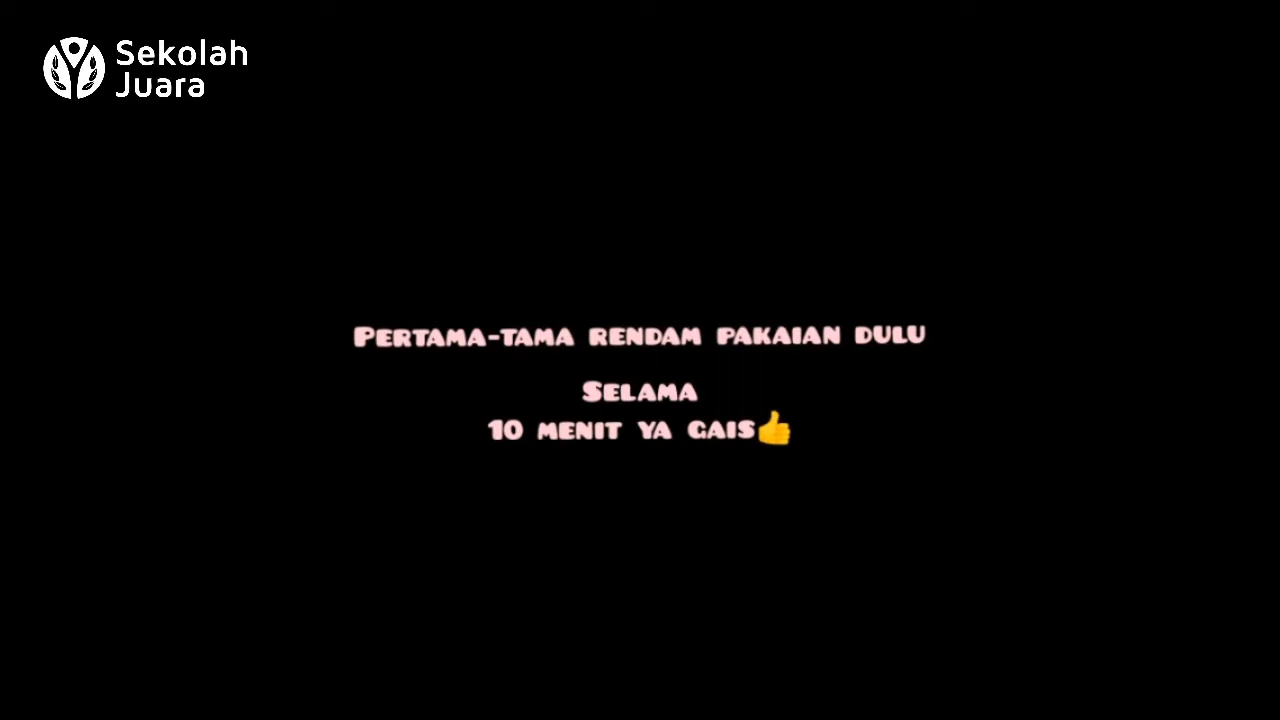 Sekolah
Juara
PERTAMA-TAMA RENDAM PAKAIAN DULU
SELAMA
10 MENIT YA GAIS👍